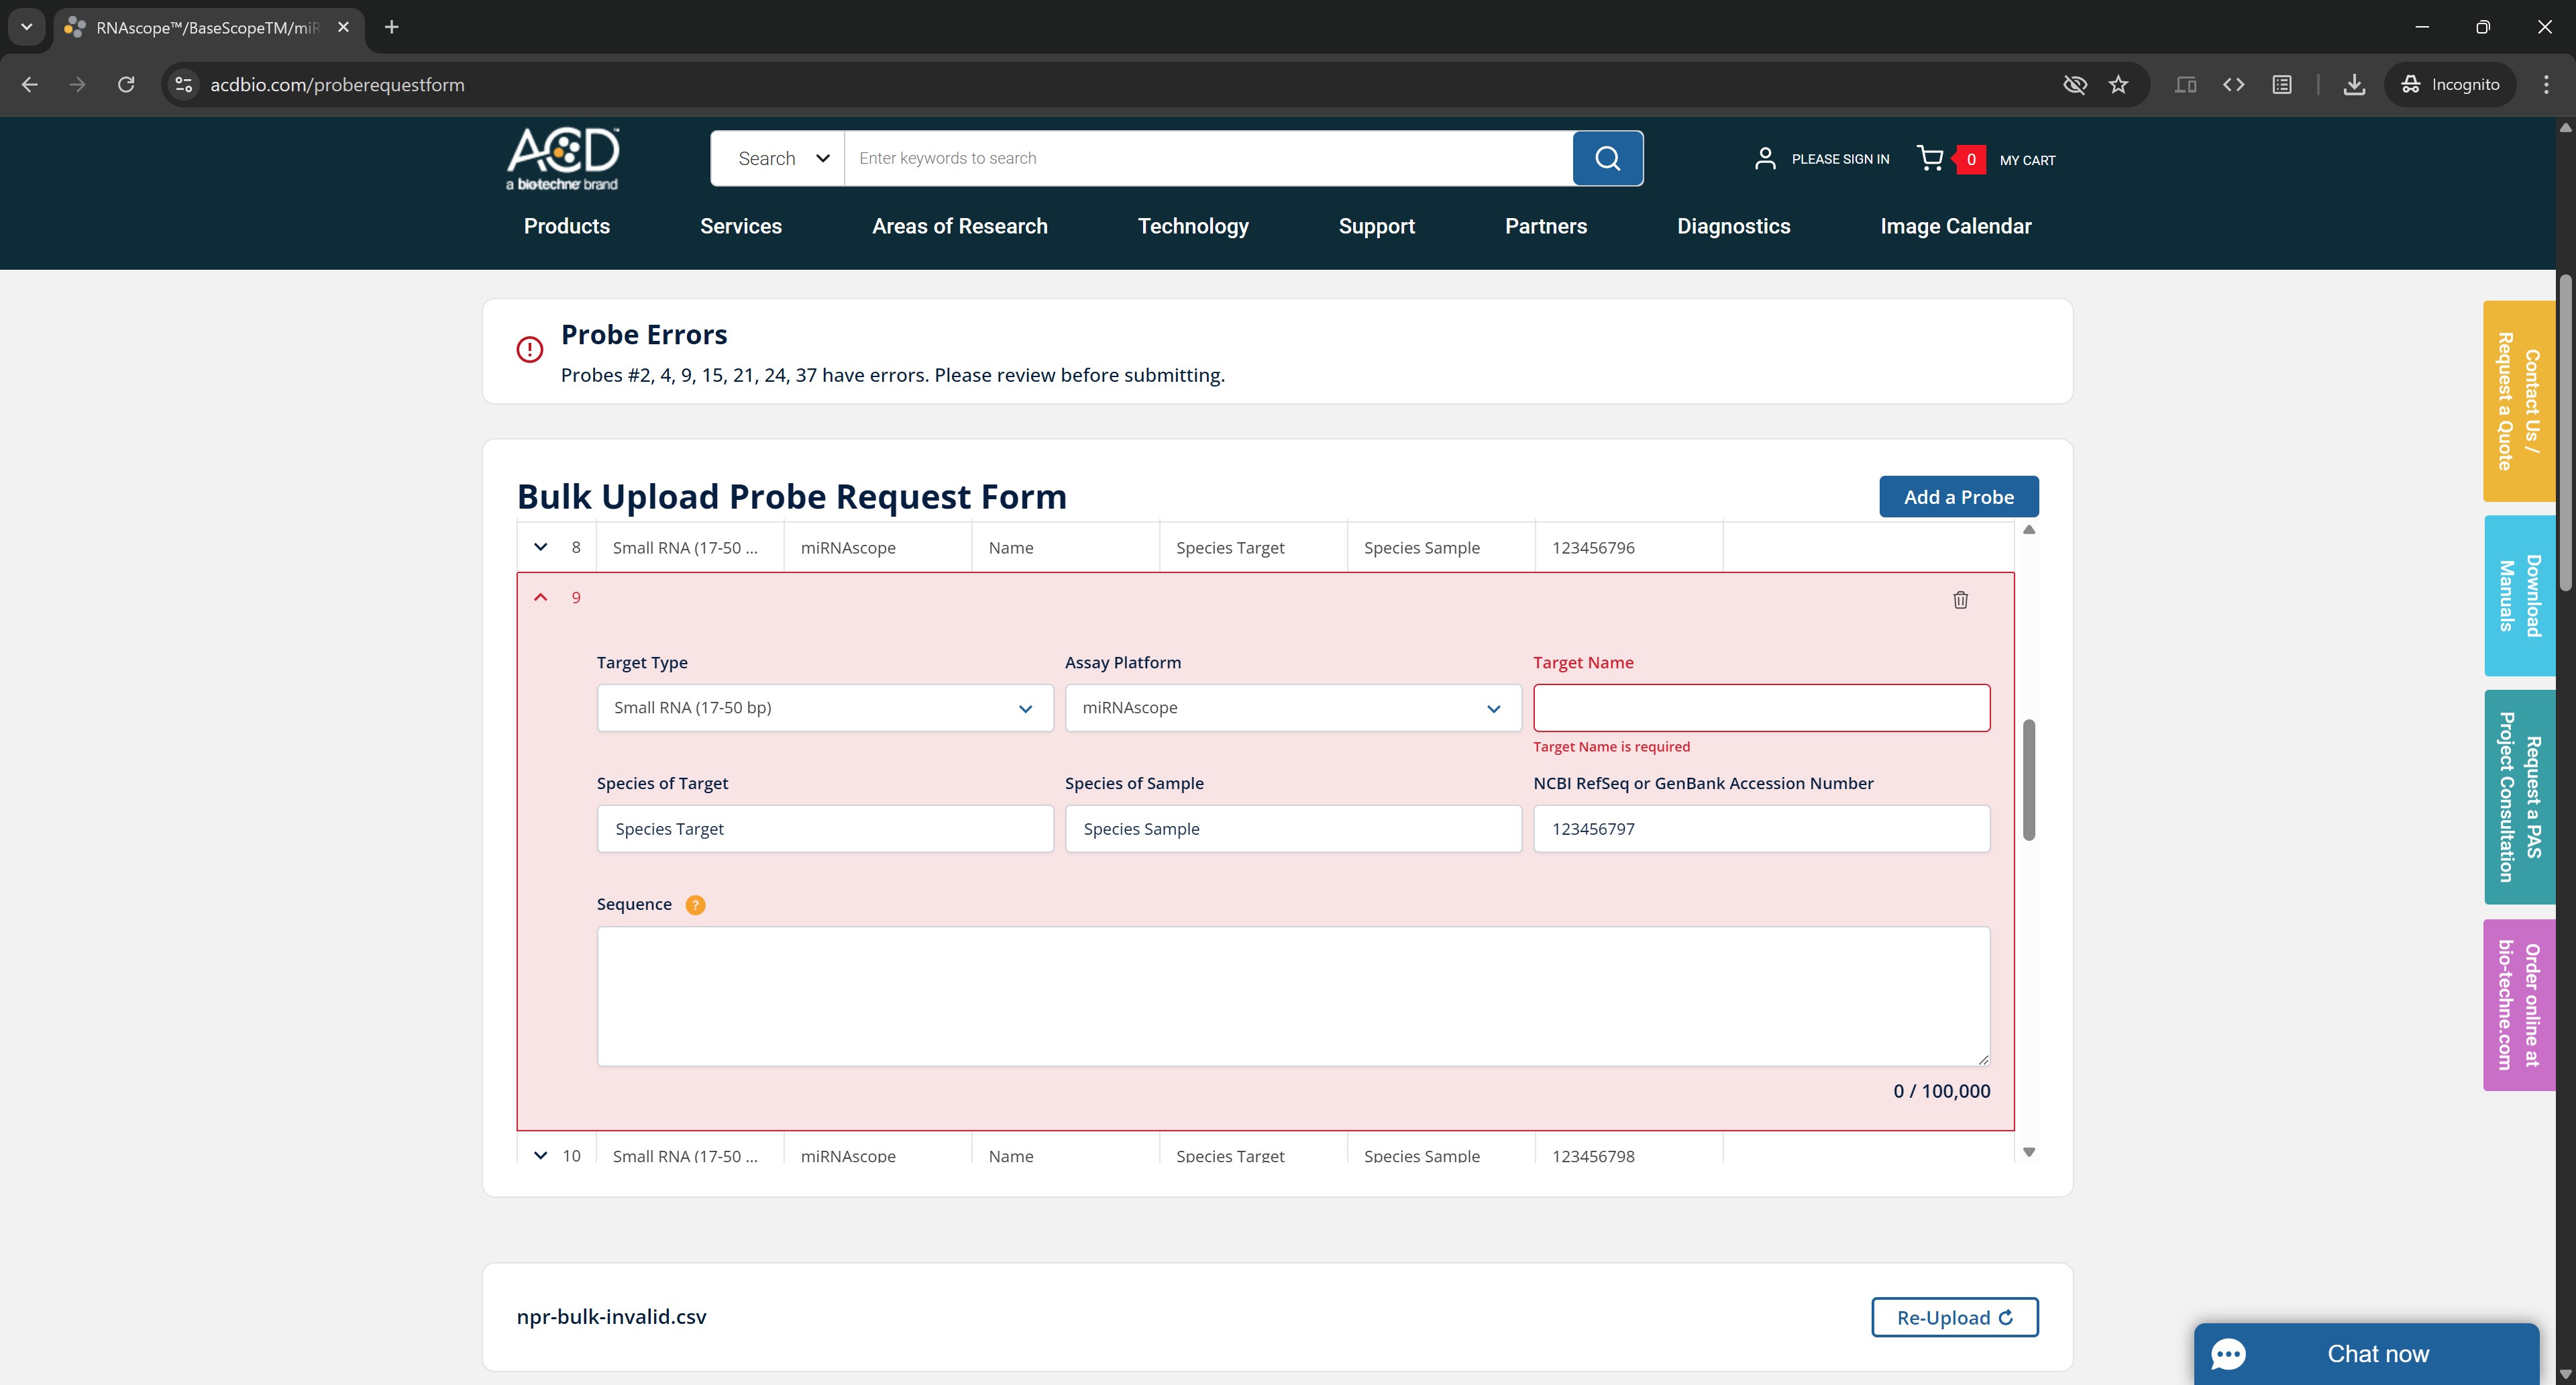 RNAscope™/BaseScopeTM/miR
acdbio.com/proberequestform
Incognito
ACD™
a biotechne brand
Search
Enter keywords to search
PLEASE SIGN IN
0
MY CART
Products
Services
Areas of Research
Technology
Support
Partners
Diagnostics
Image Calendar
Probe Errors
Probes #2, 4, 9, 15, 21, 24, 37 have errors. Please review before submitting.
Bulk Upload Probe Request Form
Add a Probe
8 Small RNA (17-50 ... miRNAscope Name Species Target Species Sample 123456796
9
Target Type
Assay Platform
Target Name
Small RNA (17-50 bp)
miRNAscope
Target Name is required
Species of Target
Species of Sample
NCBI RefSeq or GenBank Accession Number
Species Target
Species Sample
123456797
Sequence ?
0 / 100,000
10 Small RNA (17-50 ... miRNAscope Name Species Target Species Sample 123456798
npr-bulk-invalid.csv
Re-Upload
Contact Us /
Request a Quote
Download
Manuals
Request a PAS
Project Consultation
Order online at
bio-techne.com
Chat now